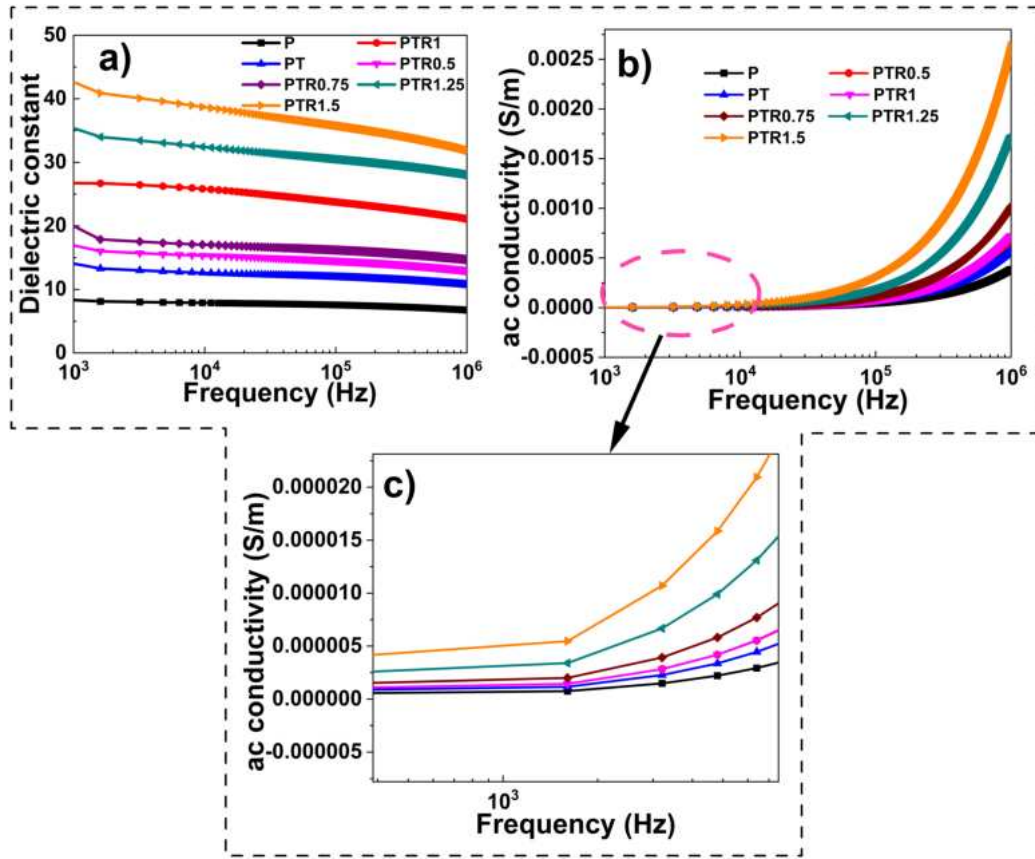 a)
P PTR1
PT PTR0.5
PTR0.75 PTR1.25
PTR1.5
50
40
30
20
10
0
Dielectric constant
10³ 10⁴ 10⁵ 10⁶
Frequency (Hz)
b)
P PTR0.5
PT PTR1
PTR0.75 PTR1.25
PTR1.5
0.0025
0.0020
0.0015
0.0010
0.0005
0.0000
-0.0005
ac conductivity (S/m)
10³ 10⁴ 10⁵ 10⁶
Frequency (Hz)
c)
0.000020
0.000015
0.000010
0.000005
0.000000
-0.000005
ac conductivity (S/m)
10³
Frequency (Hz)